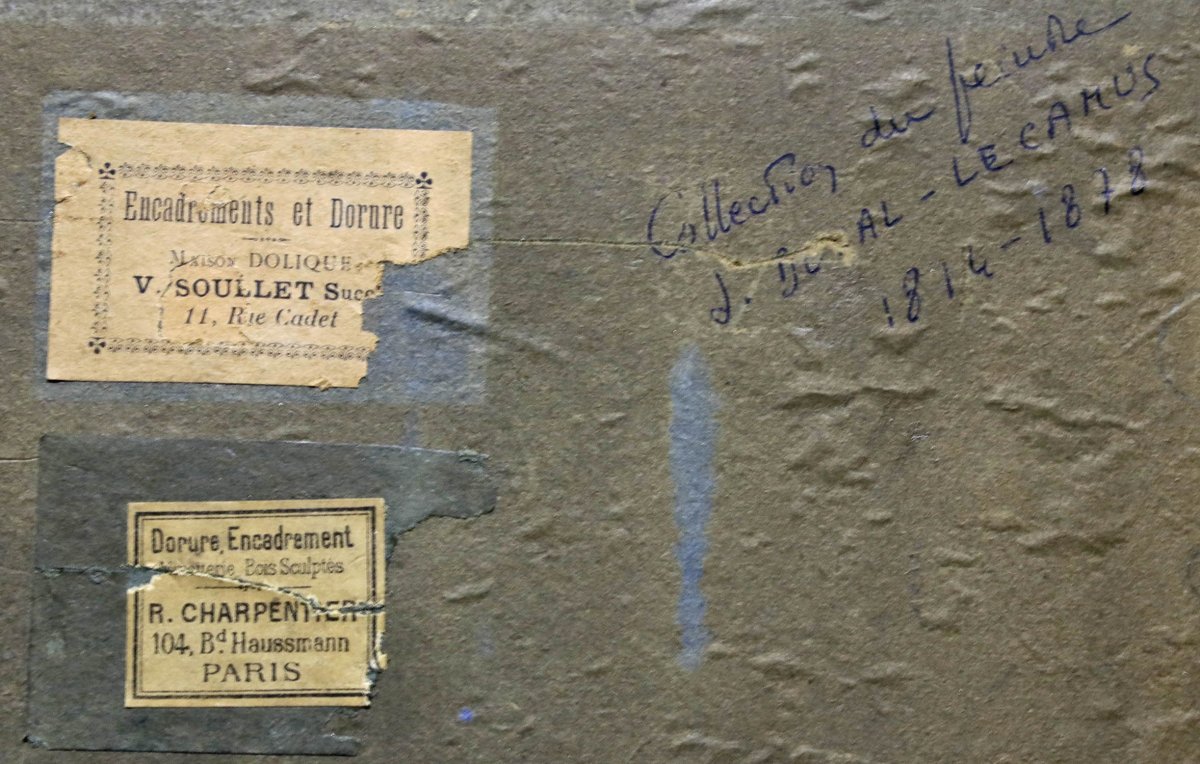 Encadrements et Dorure
Maison DOLIQUE
V. SOULLET Succ
11, Rue Cadet
Dorure, Encadrement
Bois Sculptés
R. CHARPENTIER
104, Bd Haussmann
PARIS
Collection du peintre
J. DUVAL-LECAMUS
1814-1878